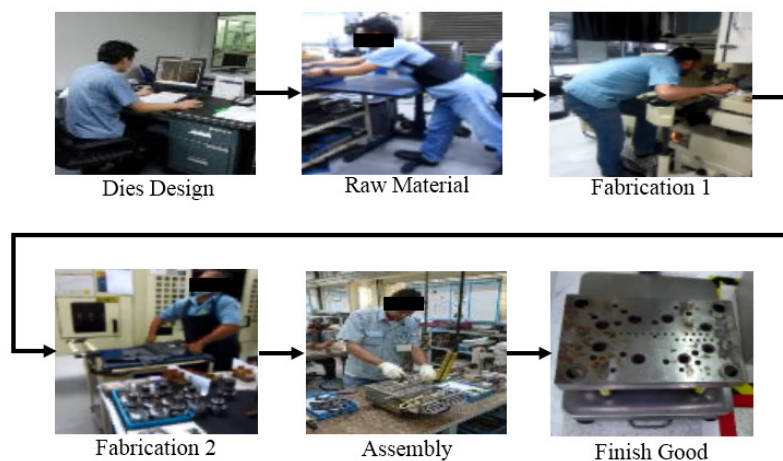 Dies Design
Raw Material
Fabrication 1
Fabrication 2
Assembly
Finish Good